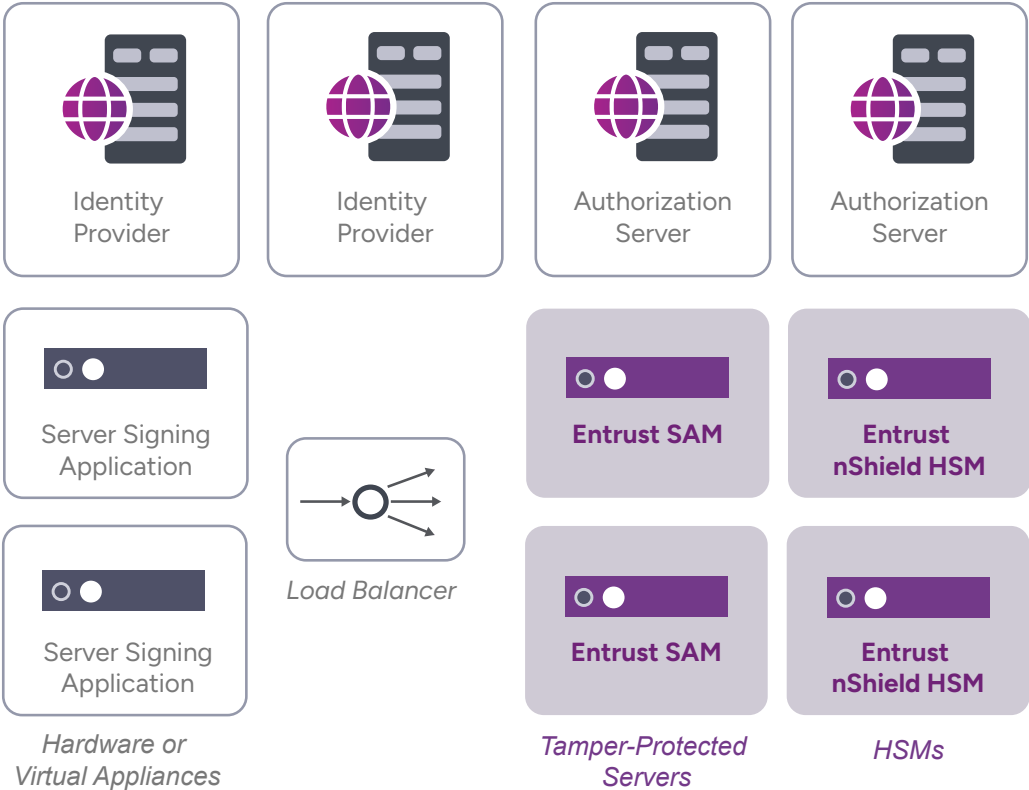 Identity
Provider
Identity
Provider
Authorization
Server
Authorization
Server
Server Signing
Application
Entrust SAM
Entrust
nShield HSM
Load Balancer
Server Signing
Application
Entrust SAM
Entrust
nShield HSM
Hardware or
Virtual Appliances
Tamper-Protected
Servers
HSMs